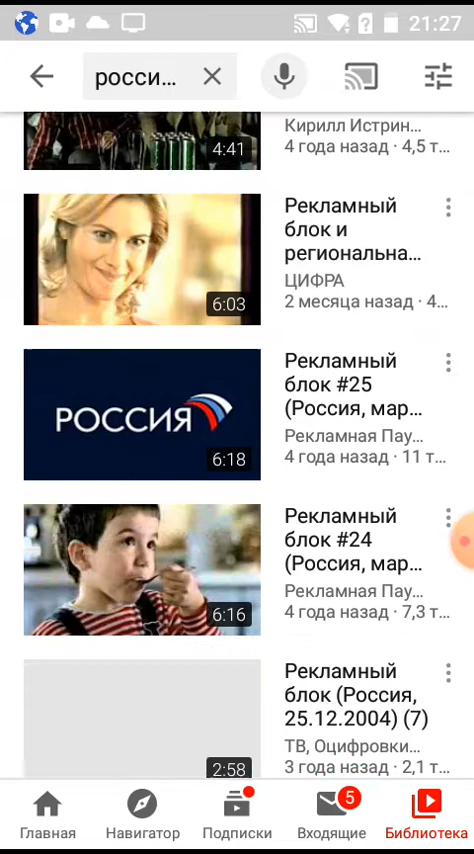 21:27
росси...
4:41
Кирилл Истрин...
4 года назад · 4,5 т...
6:03
Рекламный
блок и
региональна...
ЦИФРА
2 месяца назад · 4...
РОССИЯ
6:18
Рекламный
блок #25
(Россия, мар...
Рекламная Пау...
4 года назад · 11 т...
6:16
Рекламный
блок #24
(Россия, мар...
Рекламная Пау...
4 года назад · 7,3 т...
2:58
Рекламный
блок (Россия,
25.12.2004) (7)
ТВ, Оцифровки...
3 года назад · 2,1 т...
5
Главная
Навигатор
Подписки
Входящие
Библиотека